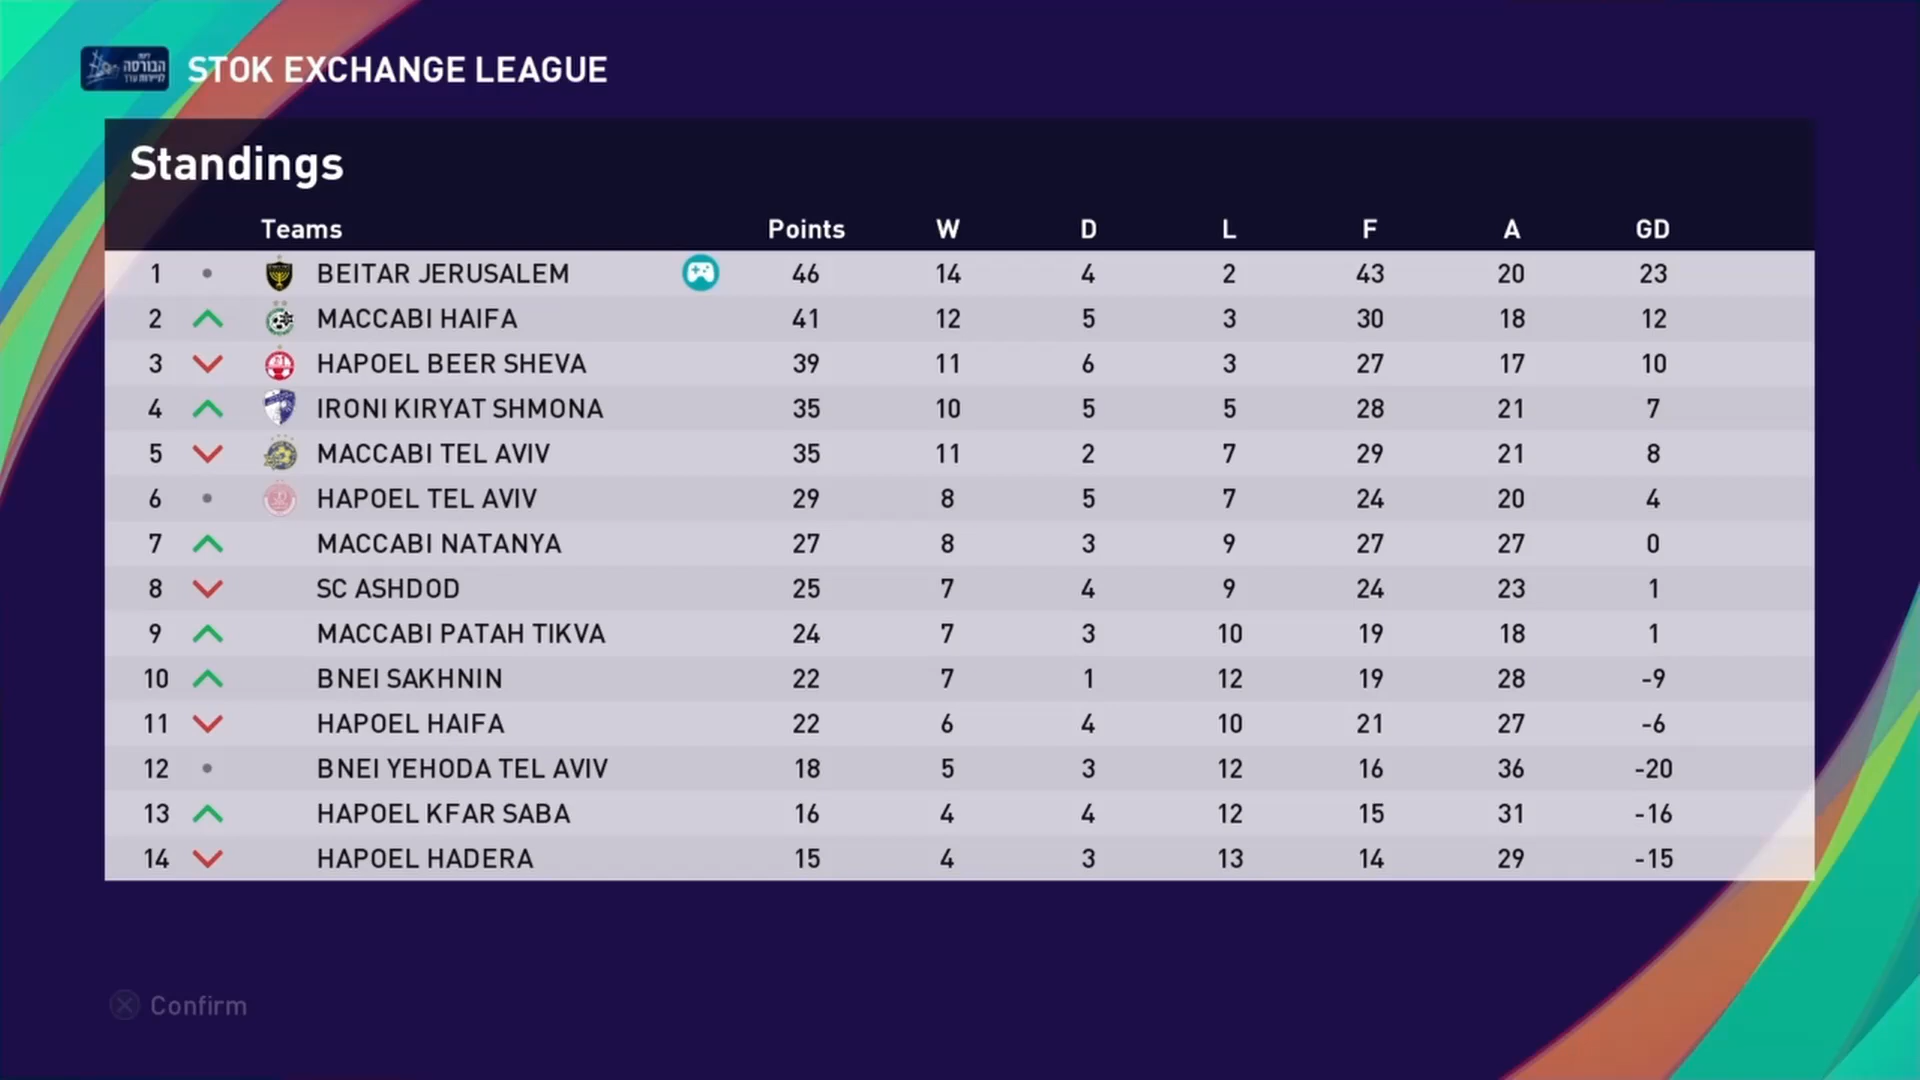 ליגת
הבורסה
לניירות ערך
STOK EXCHANGE LEAGUE
Standings
Teams Points W D L F A GD
1 BEITAR JERUSALEM 46 14 4 2 43 20 23
2 MACCABI HAIFA 41 12 5 3 30 18 12
3 HAPOEL BEER SHEVA 39 11 6 3 27 17 10
4 IRONI KIRYAT SHMONA 35 10 5 5 28 21 7
5 MACCABI TEL AVIV 35 11 2 7 29 21 8
6 HAPOEL TEL AVIV 29 8 5 7 24 20 4
7 MACCABI NATANYA 27 8 3 9 27 27 0
8 SC ASHDOD 25 7 4 9 24 23 1
9 MACCABI PATAH TIKVA 24 7 3 10 19 18 1
10 BNEI SAKHNIN 22 7 1 12 19 28 -9
11 HAPOEL HAIFA 22 6 4 10 21 27 -6
12 BNEI YEHODA TEL AVIV 18 5 3 12 16 36 -20
13 HAPOEL KFAR SABA 16 4 4 12 15 31 -16
14 HAPOEL HADERA 15 4 3 13 14 29 -15
Confirm